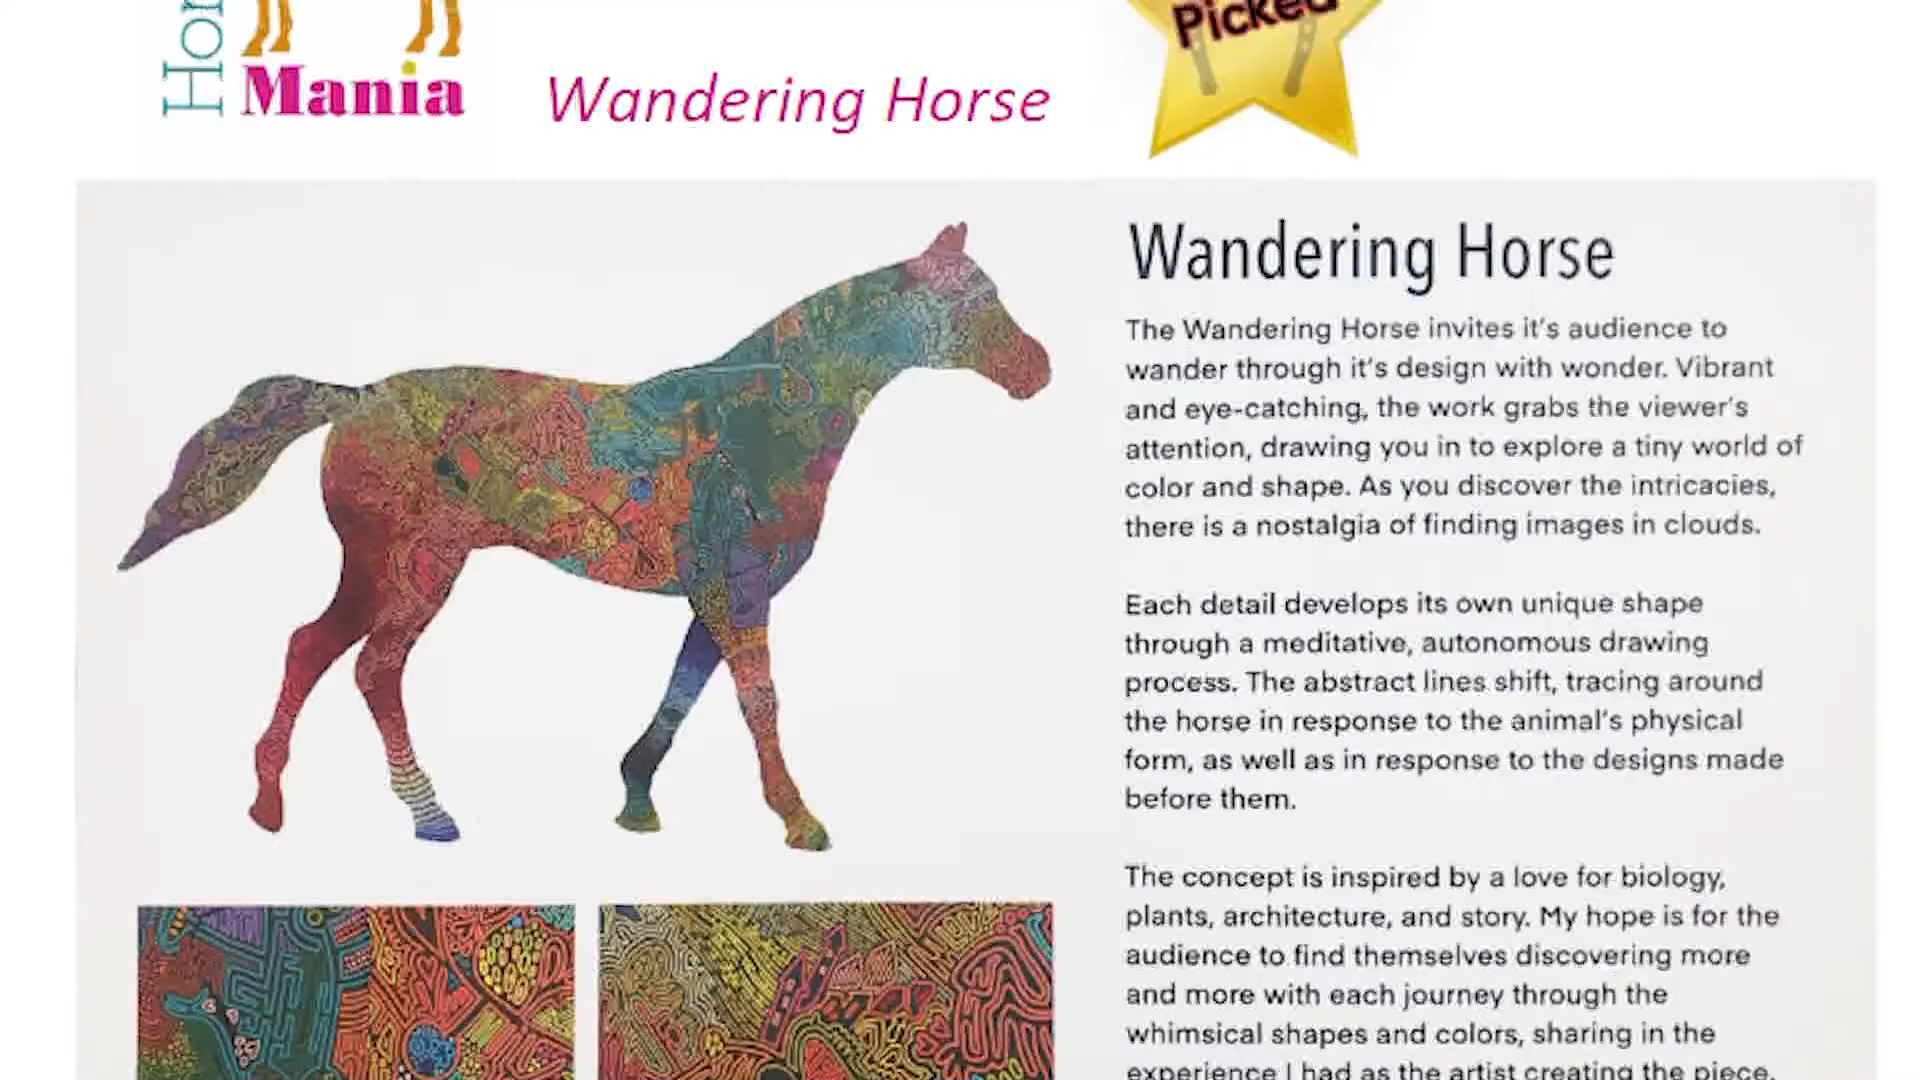 Hor
Mania
Wandering Horse
Picked
Wandering Horse
The Wandering Horse invites it's audience to
wander through it's design with wonder. Vibrant
and eye-catching, the work grabs the viewer's
attention, drawing you in to explore a tiny world of
color and shape. As you discover the intricacies,
there is a nostalgia of finding images in clouds.
Each detail develops its own unique shape
through a meditative, autonomous drawing
process. The abstract lines shift, tracing around
the horse in response to the animal's physical
form, as well as in response to the designs made
before them.
The concept is inspired by a love for biology,
plants, architecture, and story. My hope is for the
audience to find themselves discovering more
and more with each journey through the
whimsical shapes and colors, sharing in the
experience I had as the artist creating the piece.